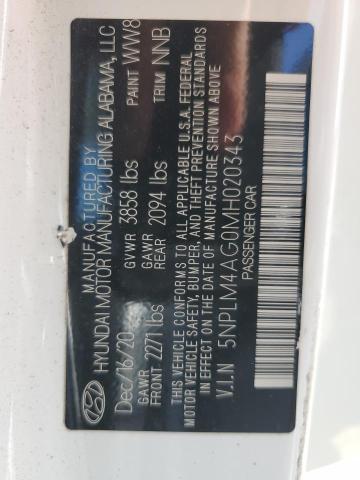 MANUFACTURED BY
HYUNDAI MOTOR MANUFACTURING ALABAMA, LLC
Dec/16/20 GVWR 3858 lbs PAINT WW8
GAWR FRONT 2271 lbs GAWR REAR 2094 lbs TRIM NNB
THIS VEHICLE CONFORMS TO ALL APPLICABLE U.S.A. FEDERAL
MOTOR VEHICLE SAFETY, BUMPER, AND THEFT PREVENTION STANDARDS
IN EFFECT ON THE DATE OF MANUFACTURE SHOWN ABOVE
V.I.N 5NPLM4AG0MH020343
PASSENGER CAR